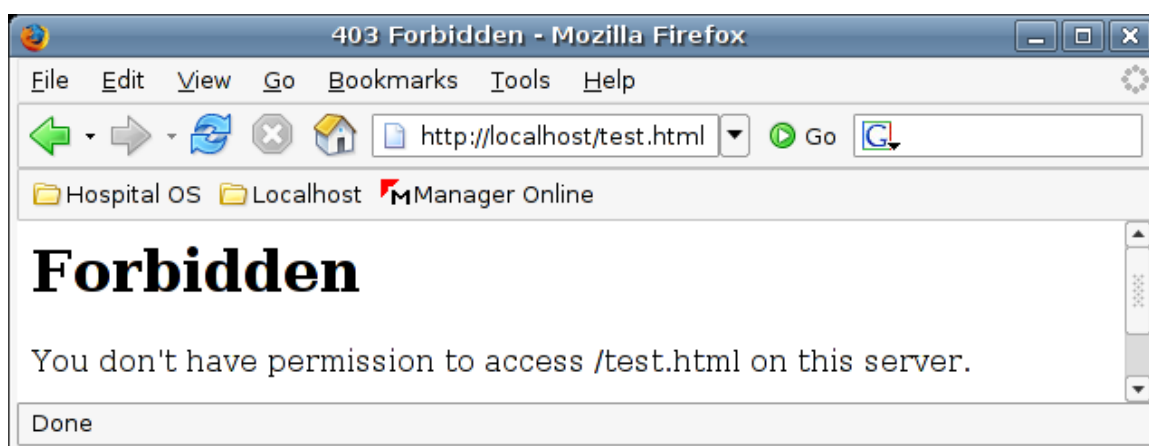 403 Forbidden - Mozilla Firefox
File Edit View Go Bookmarks Tools Help
http://localhost/test.html Go G
Hospital OS Localhost M Manager Online
Forbidden
You don't have permission to access /test.html on this server.
Done